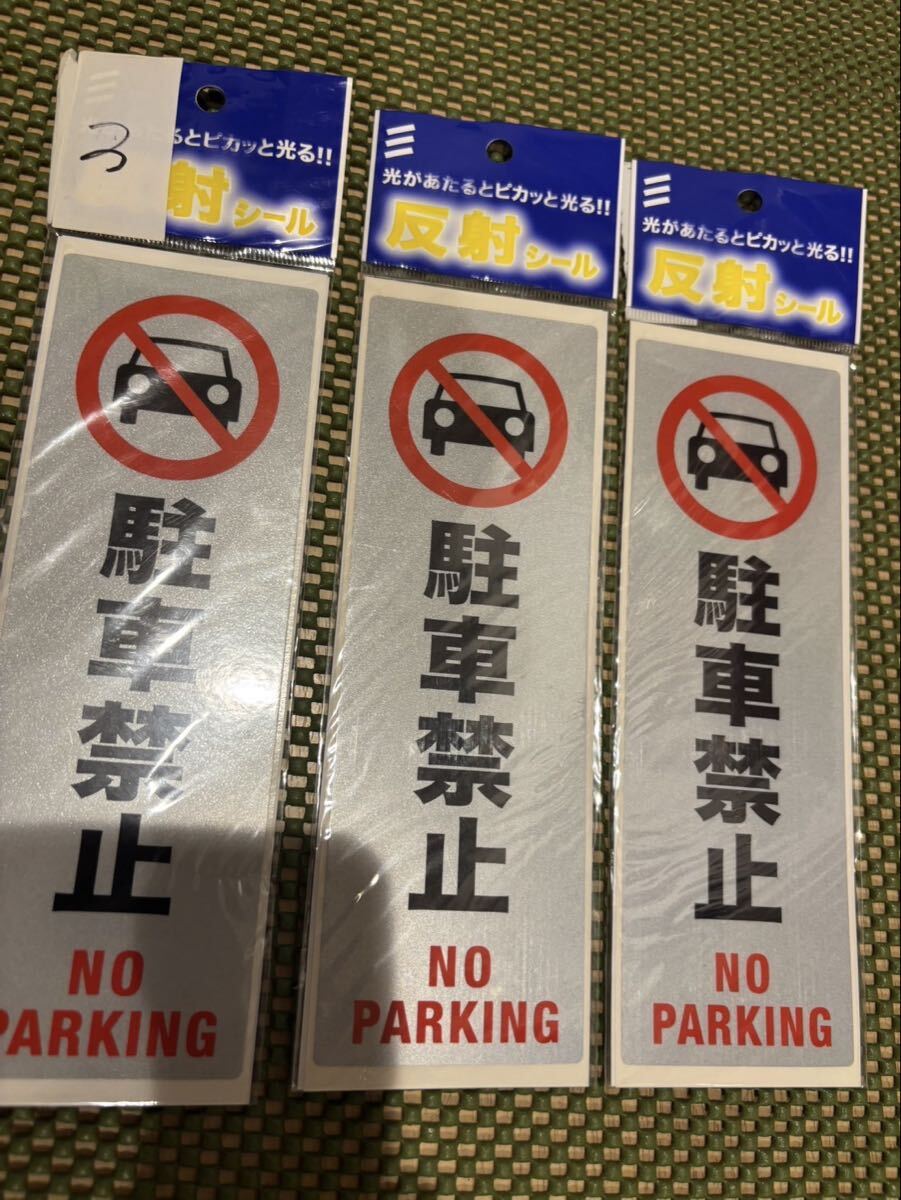 3
るとピカッと光る!!
射シール
駐車禁止
NO
PARKING
光があたるとピカッと光る!!
反射シール
駐車禁止
NO
PARKING
光があたるとピカッと光る!!
反射シール
駐車禁止
NO
PARKING